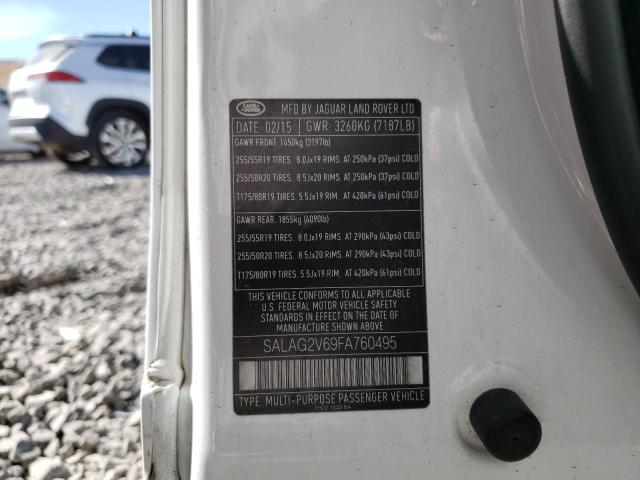 LAND ROVER
MFD BY JAGUAR LAND ROVER LTD
DATE 02/15 GWR. 3260KG (7187LB)
GAWR FRONT 1450kg (3197lb)
255/55R19 TIRES. 8.0Jx19 RIMS. AT 250kPa (37psi) COLD
255/50R20 TIRES. 8.5Jx20 RIMS. AT 250kPa (37psi) COLD
T175/80R19 TIRES. 5.5Jx19 RIMS. AT 420kPa (61psi) COLD
GAWR REAR. 1855kg (4090lb)
255/55R19 TIRES. 8.0Jx19 RIMS. AT 290kPa (43psi) COLD
255/50R20 TIRES. 8.5Jx20 RIMS. AT 290kPa (43psi) COLD
T175/80R19 TIRES. 5.5Jx19 RIMS. AT 420kPa (61psi) COLD
THIS VEHICLE CONFORMS TO ALL APPLICABLE
U.S. FEDERAL MOTOR VEHICLE SAFETY
STANDARDS IN EFFECT ON THE DATE OF
MANUFACTURE SHOWN ABOVE.
SALAG2V69FA760495
TYPE: MULTI-PURPOSE PASSENGER VEHICLE